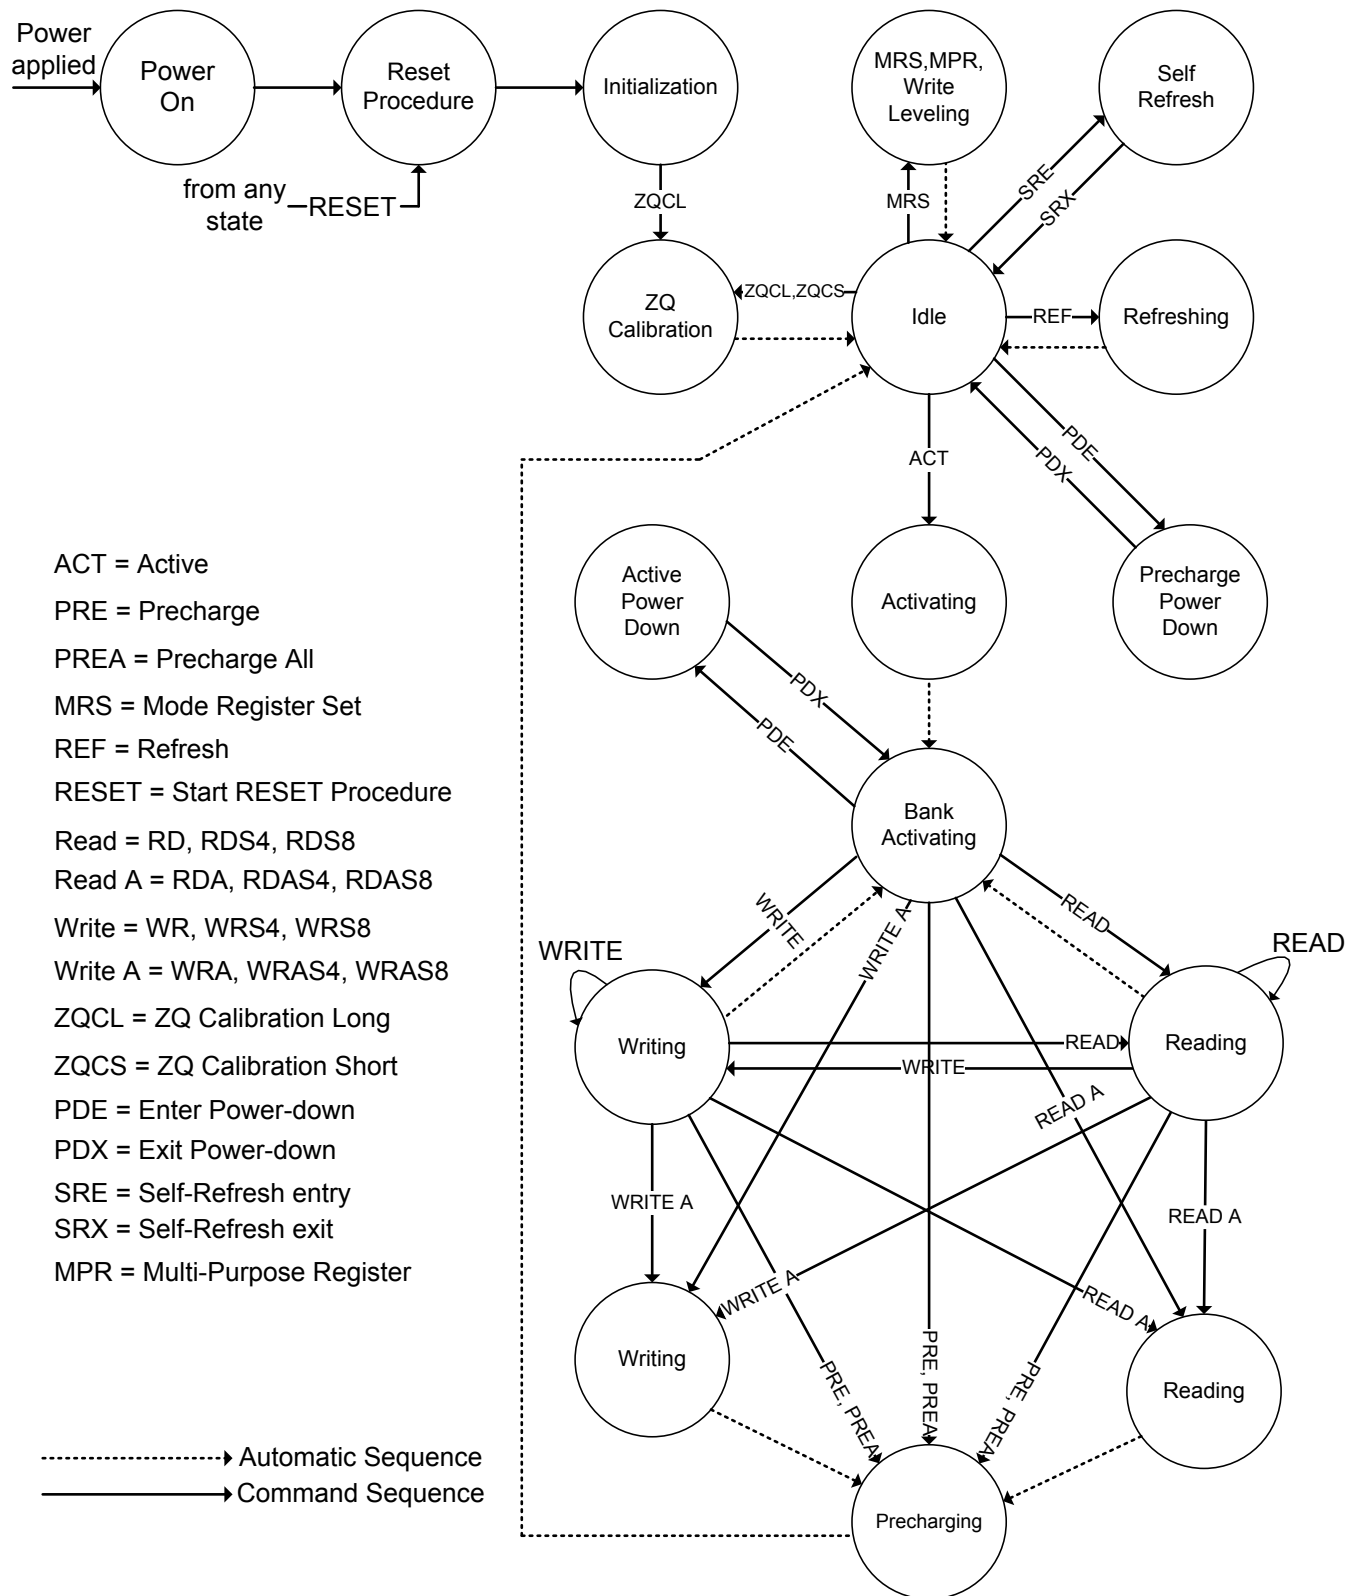 Power
applied
Power
On
Reset
Procedure
Initialization
MRS,MPR,
Write
Leveling
Self
Refresh
from any
state
RESET
ZQCL
MRS
SRE
SRX
ZQ
Calibration
ZQCL,ZQCS
Idle
REF
Refreshing
ACT
PDE
PDX
Active
Power
Down
Activating
Precharge
Power
Down
PDX
PDE
Bank
Activating
ACT = Active
PRE = Precharge
PREA = Precharge All
MRS = Mode Register Set
REF = Refresh
RESET = Start RESET Procedure
Read = RD, RDS4, RDS8
Read A = RDA, RDAS4, RDAS8
Write = WR, WRS4, WRS8
Write A = WRA, WRAS4, WRAS8
ZQCL = ZQ Calibration Long
ZQCS = ZQ Calibration Short
PDE = Enter Power-down
PDX = Exit Power-down
SRE = Self-Refresh entry
SRX = Self-Refresh exit
MPR = Multi-Purpose Register
WRITE
WRITE
WRITE A
READ
READ
Writing
READ
WRITE
Reading
READ A
WRITE A
READ A
WRITE A
READ A
Writing
PRE, PREA
PRE, PREA
PRE, PREA
Reading
Precharging
Automatic Sequence
Command Sequence